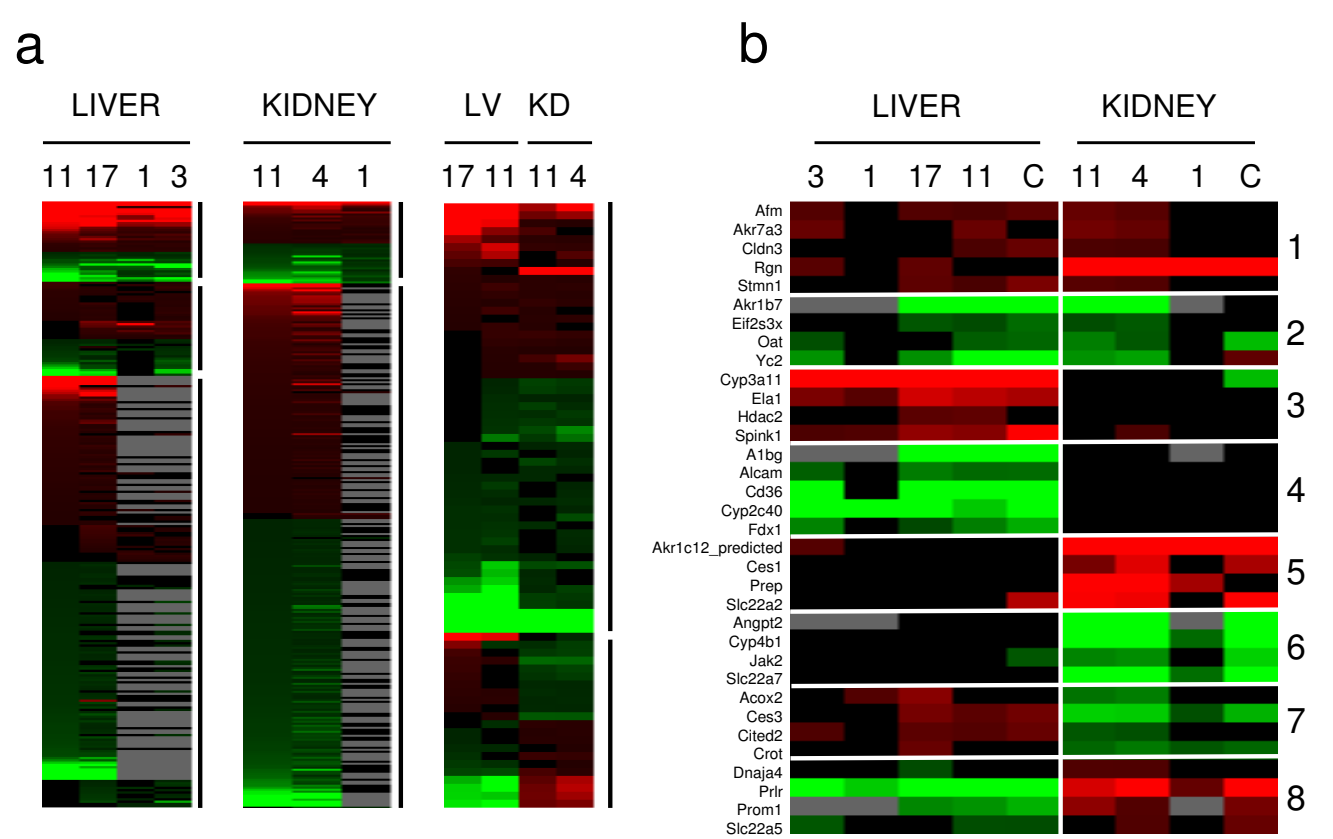 a
b
LIVER
KIDNEY
LV KD
11 17 1 3
11 4 1
17 11 11 4
LIVER
KIDNEY
3 1 17 11 C
11 4 1 C
Afm
Akr7a3
Cldn3
Rgn
Stmn1
1
Akr1b7
Eif2s3x
Oat
Yc2
2
Cyp3a11
Ela1
Hdac2
Spink1
3
A1bg
Alcam
Cd36
Cyp2c40
Fdx1
4
Akr1c12_predicted
Ces1
Prep
Slc22a2
5
Angpt2
Cyp4b1
Jak2
Slc22a7
6
Acox2
Ces3
Cited2
Crot
7
Dnaja4
Prlr
Prom1
Slc22a5
8